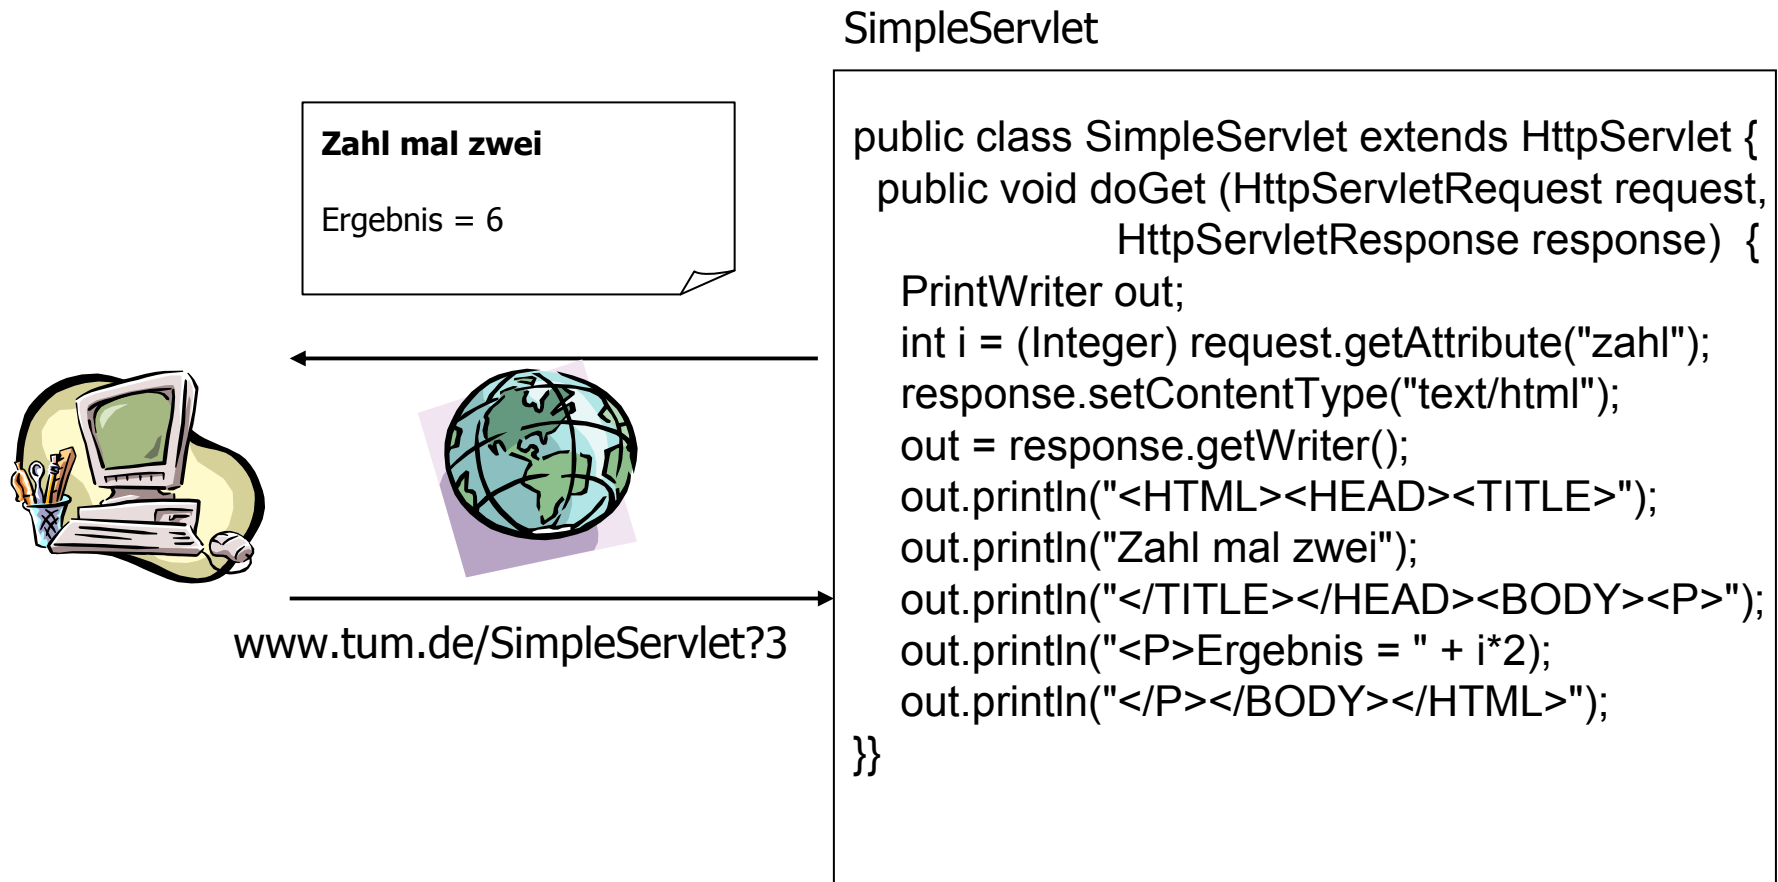 SimpleServlet
Zahl mal zwei
Ergebnis = 6
www.tum.de/SimpleServlet?3
public class SimpleServlet extends HttpServlet {
public void doGet (HttpServletRequest request,
HttpServletResponse response)  {
PrintWriter out;
int i = (Integer) request.getAttribute("zahl");
response.setContentType("text/html");
out = response.getWriter();
out.println("<HTML><HEAD><TITLE>");
out.println("Zahl mal zwei");
out.println("</TITLE></HEAD><BODY><P>");
out.println("<P>Ergebnis = " + i*2);
out.println("</P></BODY></HTML>");
}}